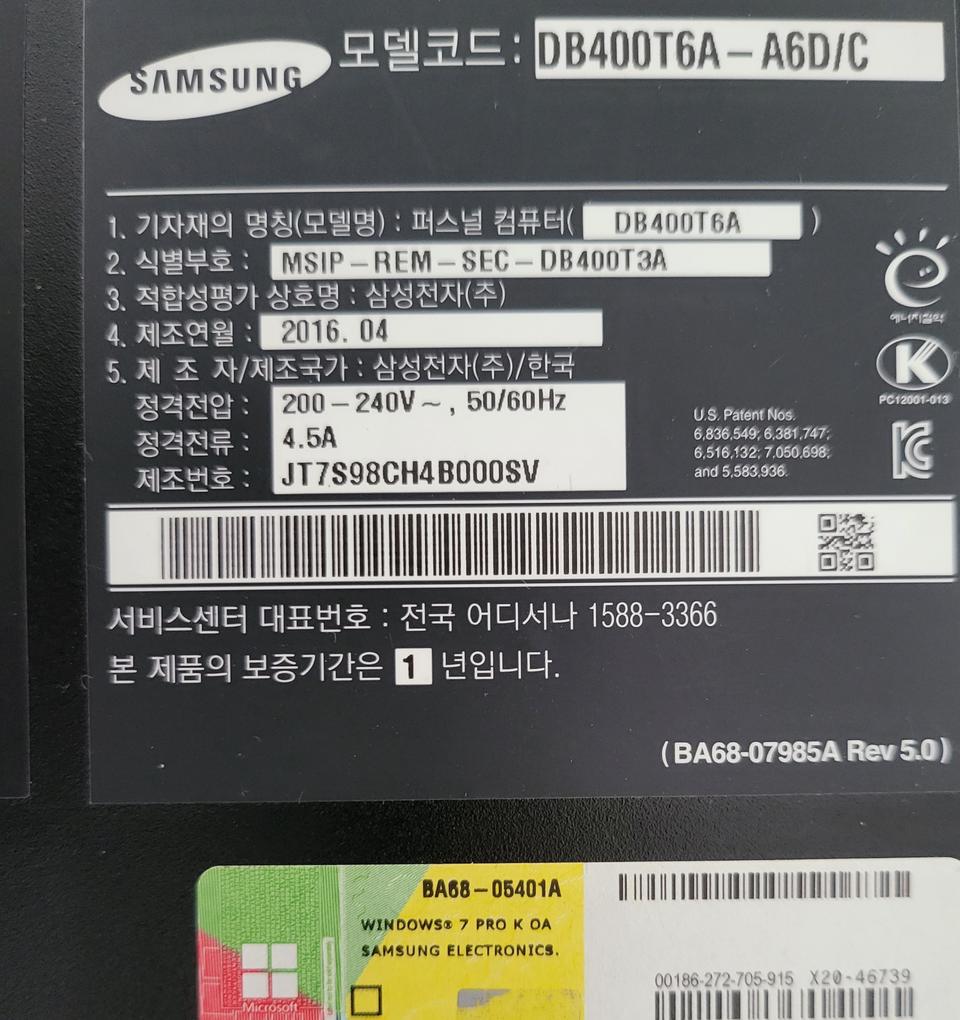 SAMSUNG 모델코드 : DB400T6A-A6D/C
1. 기자재의 명칭(모델명) : 퍼스널 컴퓨터( DB400T6A )
2. 식별부호 : MSIP-REM-SEC-DB400T3A
3. 적합성평가 상호명 : 삼성전자(주)
4. 제조연월 : 2016. 04
5. 제 조 자/제조국가 : 삼성전자(주)/한국
정격전압 : 200-240V~, 50/60Hz
정격전류 : 4.5A
제조번호 : JT7S98CH4B000SV
에너지절약
K
PC12001-013
U.S. Patent Nos.
6,836,549; 6,381,747;
6,516,132; 7,050,698;
and 5,583,936.
서비스센터 대표번호 : 전국 어디서나 1588-3366
본 제품의 보증기간은 1 년입니다.
(BA68-07985A Rev 5.0)
BA68-05401A
WINDOWS® 7 PRO K OA
SAMSUNG ELECTRONICS.
00186-272-705-915 X20-46739
Microsoft